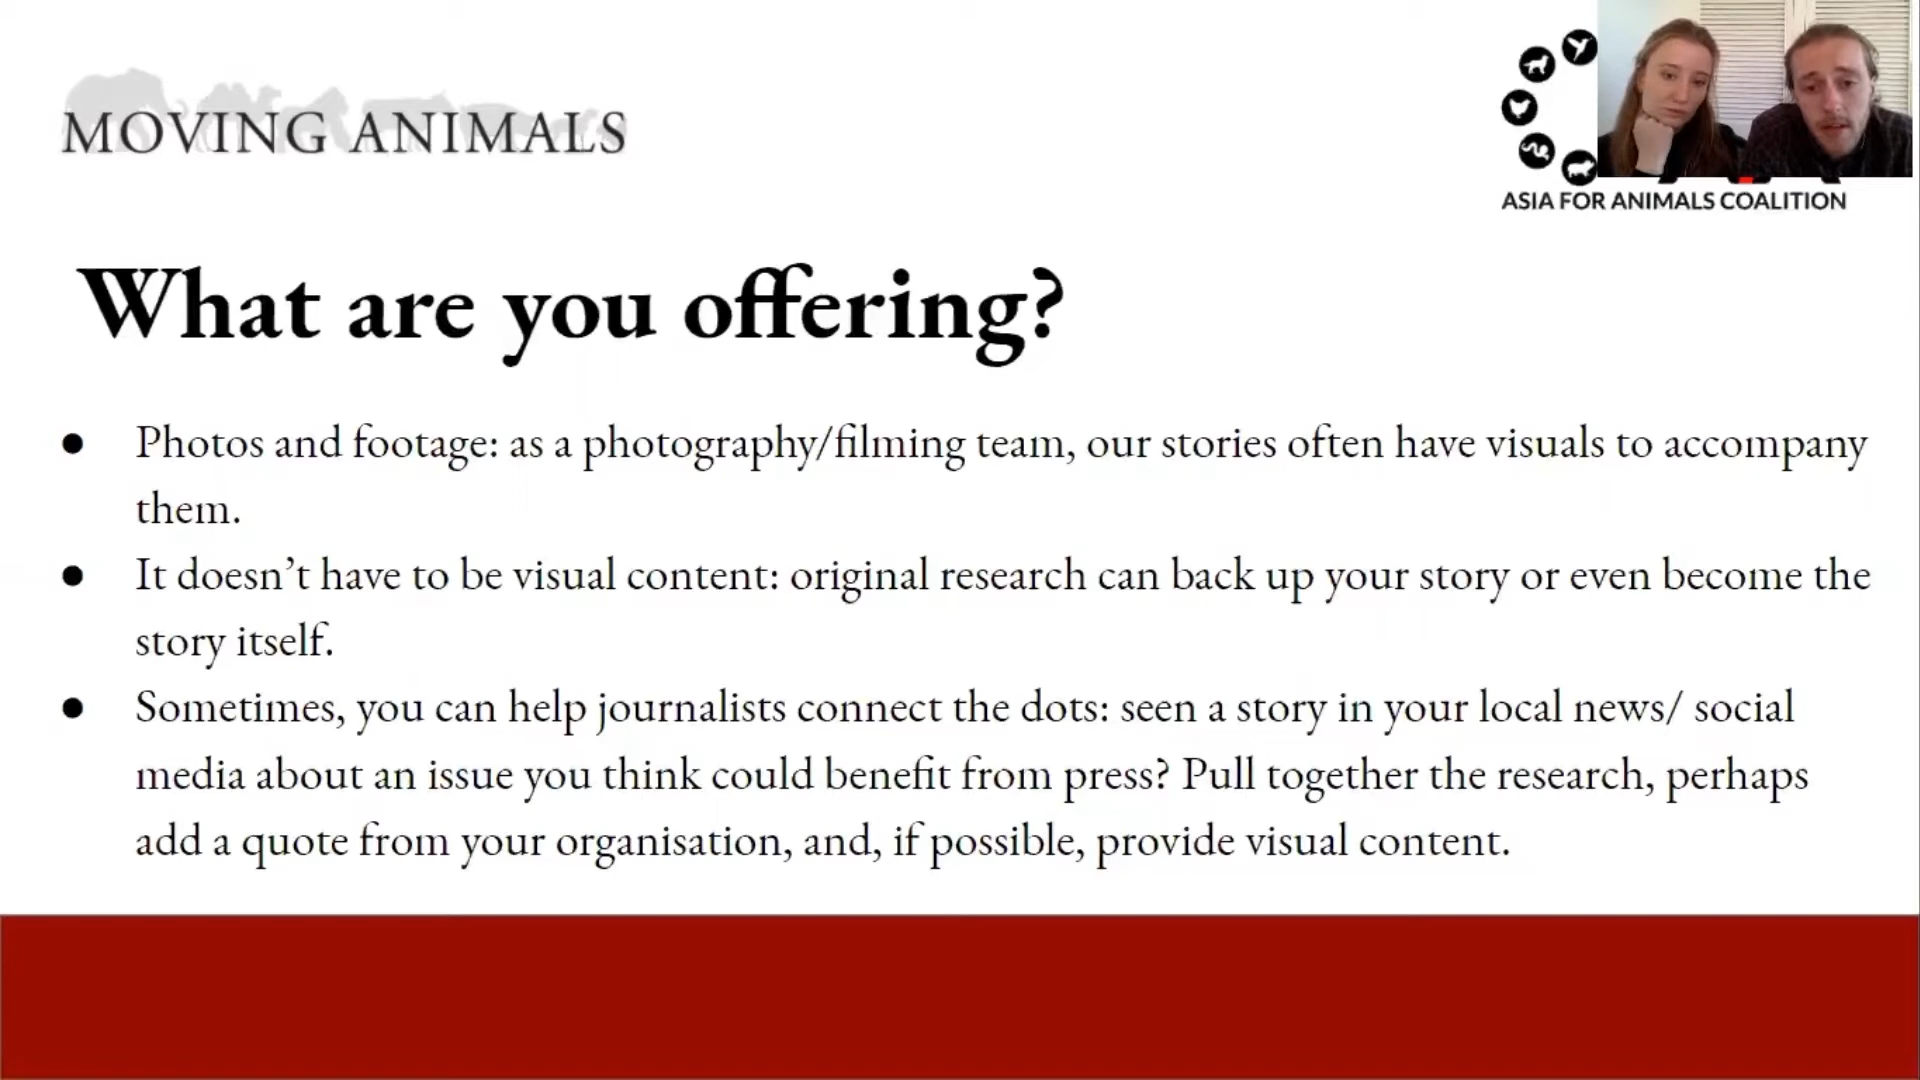 MOVING ANIMALS
ASIA FOR ANIMALS COALITION
What are you offering?
● Photos and footage: as a photography/filming team, our stories often have visuals to accompany
them.
● It doesn’t have to be visual content: original research can back up your story or even become the
story itself.
● Sometimes, you can help journalists connect the dots: seen a story in your local news/ social
media about an issue you think could benefit from press? Pull together the research, perhaps
add a quote from your organisation, and, if possible, provide visual content.